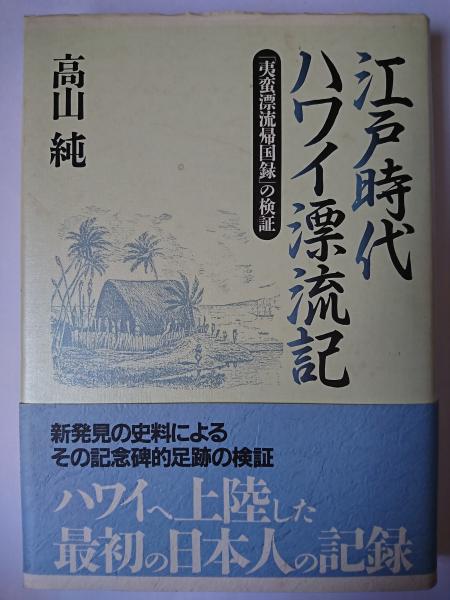 江戸時代
ハワイ漂流記
「夷蛮漂流帰国録」の検証
高山 純
新発見の史料による
その記念碑的足跡の検証
ハワイへ上陸した
最初の日本人の記録